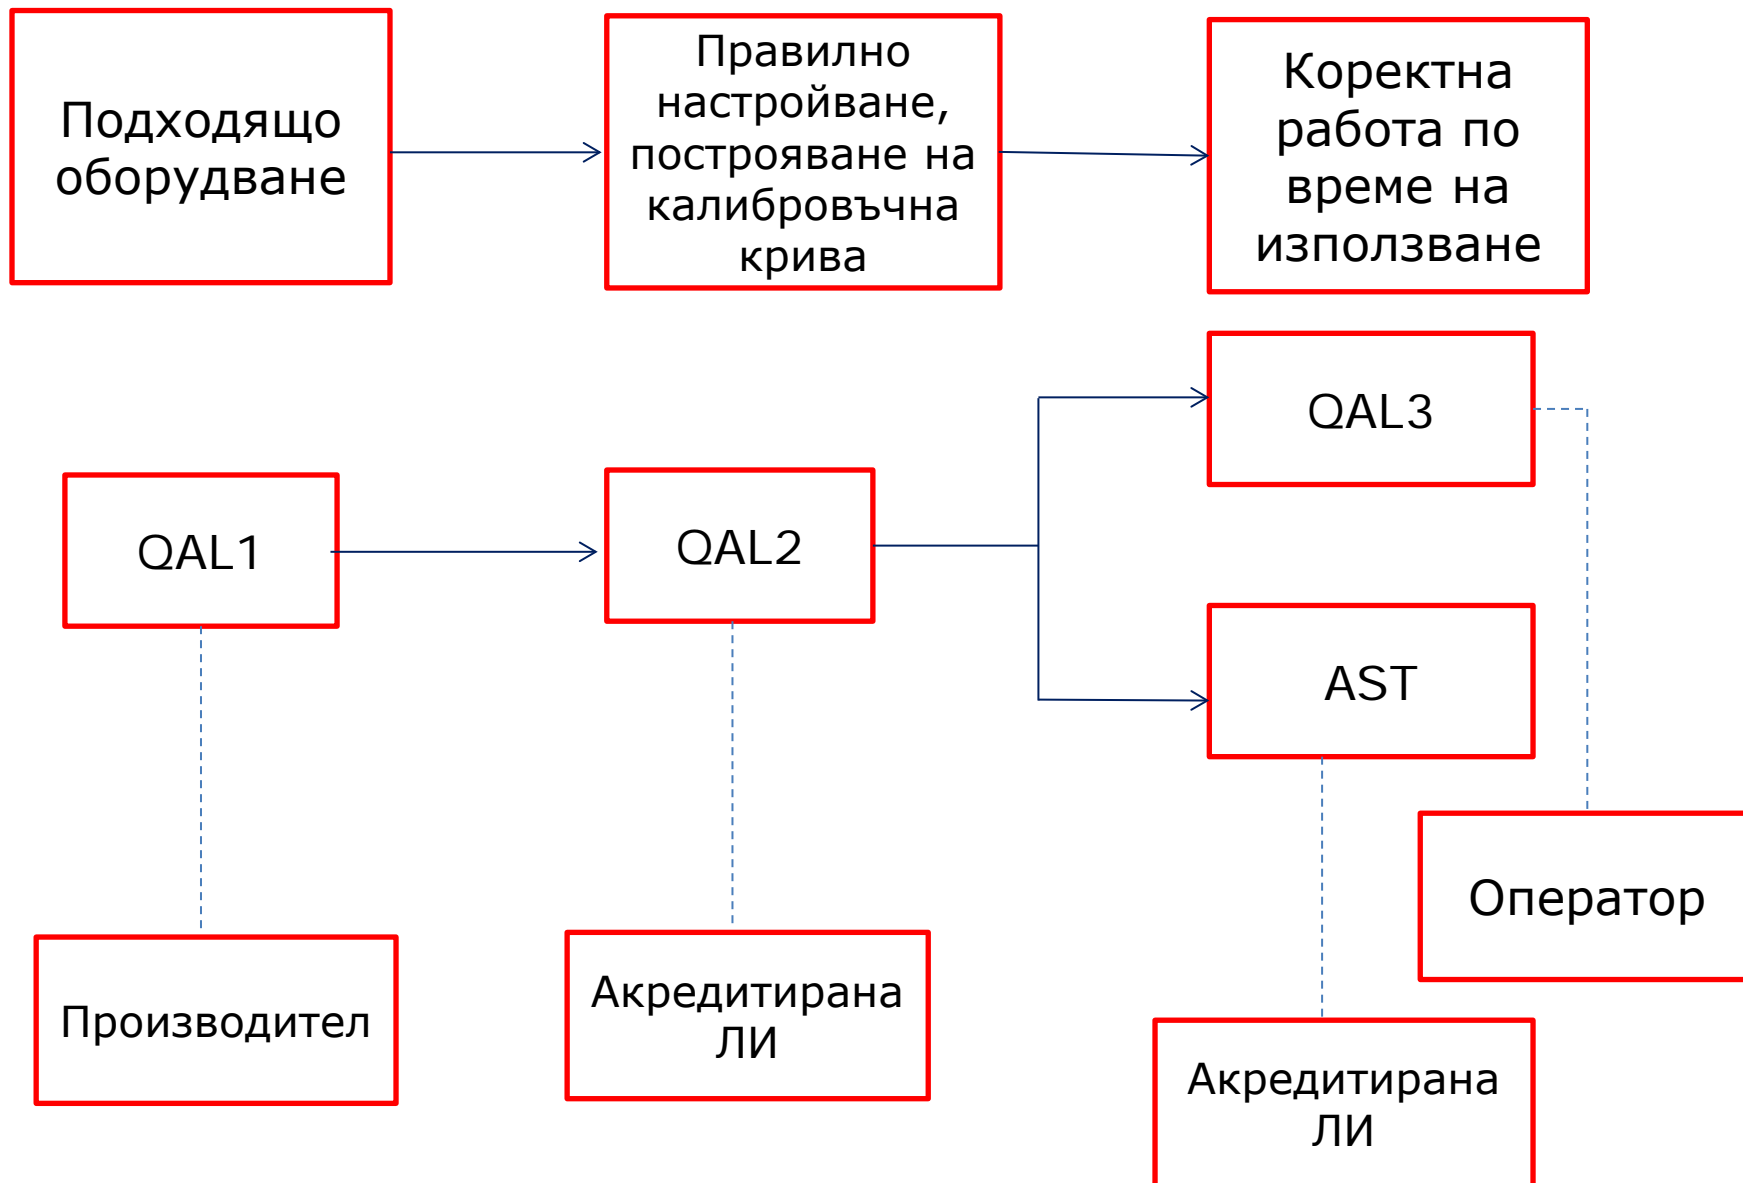 Подходящо
оборудване
Правилно
настройване,
построяване на
калибровъчна
крива
Коректна
работа по
време на
използване
QAL1
QAL2
QAL3
AST
Производител
Акредитирана
ЛИ
Оператор
Акредитирана
ЛИ